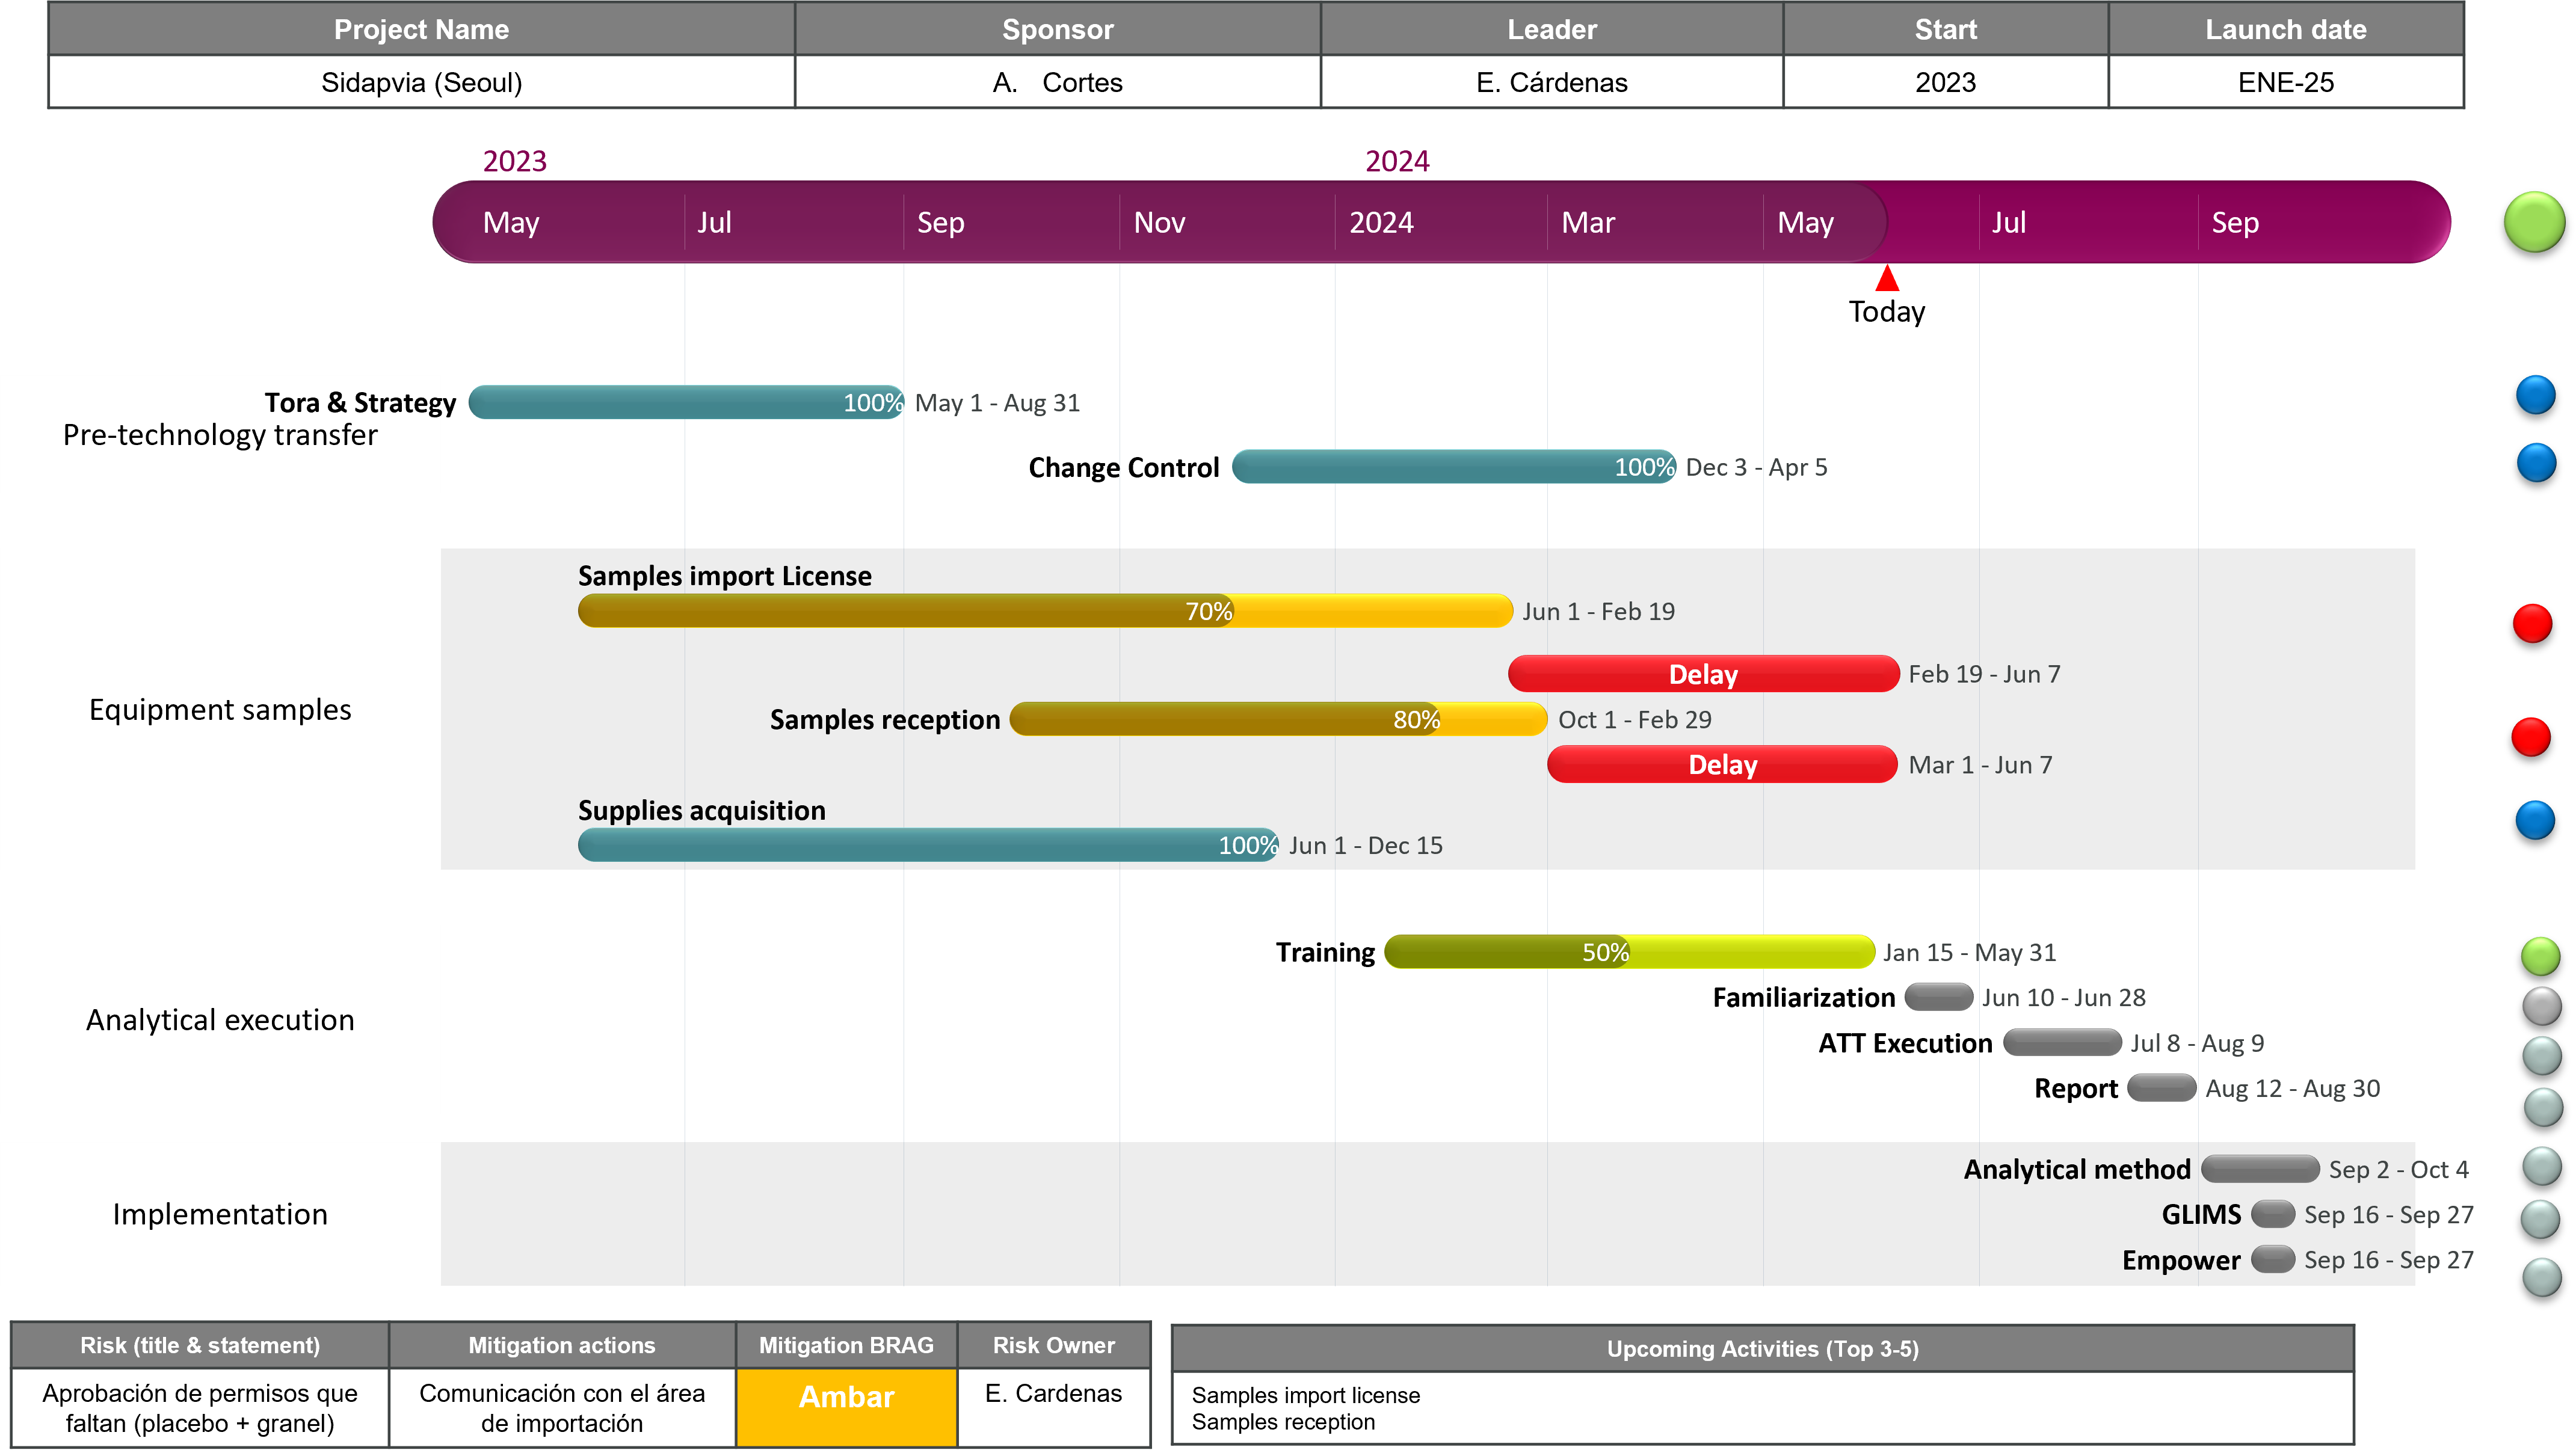 Project Name Sponsor Leader Start Launch date
Sidapvia (Seoul) A. Cortes E. Cárdenas 2023 ENE-25
2023 2024
May Jul Sep Nov 2024 Mar May Jul Sep
Today
Tora & Strategy 100% May 1 - Aug 31
Pre-technology transfer
Change Control 100% Dec 3 - Apr 5
Samples import License
70% Jun 1 - Feb 19
Delay Feb 19 - Jun 7
Equipment samples
Samples reception 80% Oct 1 - Feb 29
Delay Mar 1 - Jun 7
Supplies acquisition
100% Jun 1 - Dec 15
Training 50% Jan 15 - May 31
Familiarization Jun 10 - Jun 28
Analytical execution
ATT Execution Jul 8 - Aug 9
Report Aug 12 - Aug 30
Analytical method Sep 2 - Oct 4
Implementation
GLIMS Sep 16 - Sep 27
Empower Sep 16 - Sep 27
Risk (title & statement) Mitigation actions Mitigation BRAG Risk Owner
Aprobación de permisos que
faltan (placebo + granel)
Comunicación con el área
de importación
Ambar
E. Cardenas
Upcoming Activities (Top 3-5)
Samples import license
Samples reception